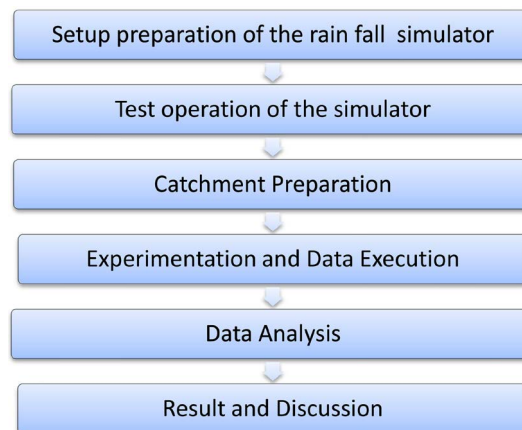 Setup preparation of the rain fall simulator
Test operation of the simulator
Catchment Preparation
Experimentation and Data Execution
Data Analysis
Result and Discussion